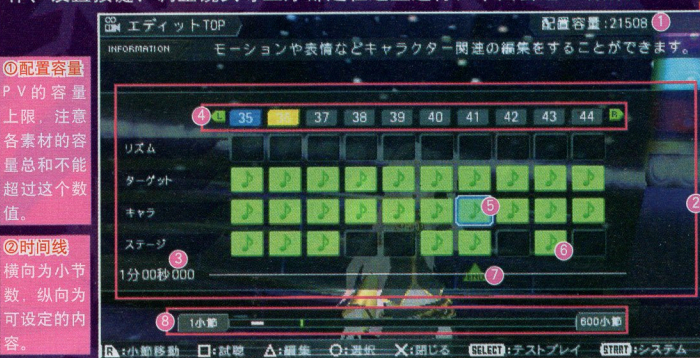 エディットTOP
配置容量:21508 ①
INFORMATION
モーションや表情などキャラクター関連の編集をすることができます。
①配置容量
PV的容量
上限，注意
各素材的容
量总和不能
超过这个数
值。
②时间线
横向为小节
数，纵向为
可设定的内
容。
④ L 35 37 38 39 40 41 42 43 44 R
②
リズム
ターゲット
キャラ
⑤
ステージ
⑥
③
1分00秒000
⑦
⑧ 1小節
600小節
R:小節移動 □:試聴 △:編集 ○:選択 ×:閉じる SELECT:テストプレイ START:システム